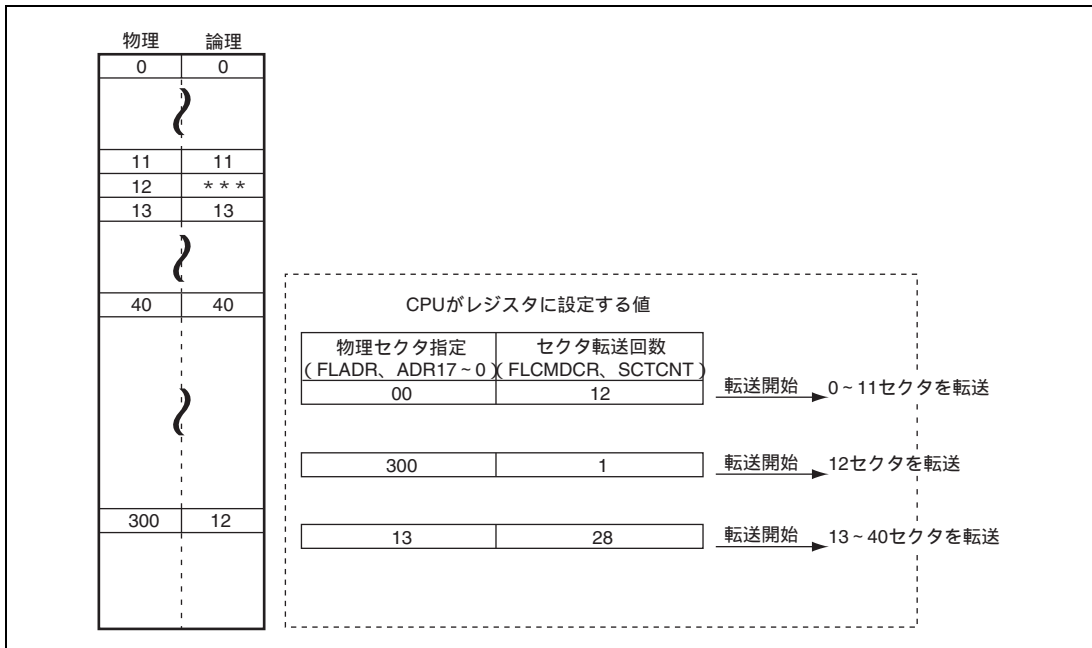 物理 論理
0 0
11 11
12 ***
13 13
40 40
300 12
CPUがレジスタに設定する値
物理セクタ指定 セクタ転送回数
(FLADR、ADR17~0) (FLCMDCR、SCTCNT)
00 12 転送開始 0~11セクタを転送
300 1 転送開始 12セクタを転送
13 28 転送開始 13~40セクタを転送